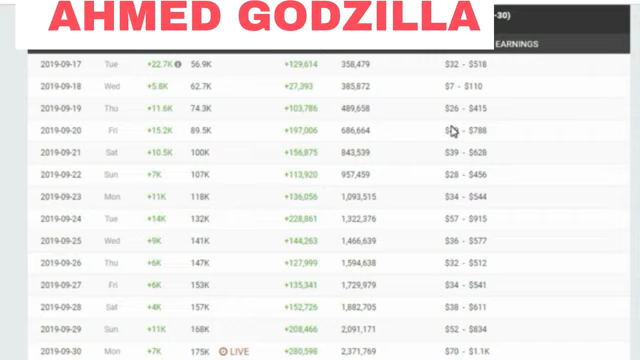 AHMED GODZILLA
-30)
EARNINGS
2019-09-17 Tue +22.7K 56.9K +129,614 358,479 $32 - $518
2019-09-18 Wed +5.8K 62.7K +27,393 385,872 $7 - $110
2019-09-19 Thu +11.6K 74.3K +103,786 489,658 $26 - $415
2019-09-20 Fri +15.2K 89.5K +197,006 686,664 - $788
2019-09-21 Sat +10.5K 100K +156,875 843,539 $39 - $628
2019-09-22 Sun +7K 107K +113,920 957,459 $28 - $456
2019-09-23 Mon +11K 118K +136,056 1,093,515 $34 - $544
2019-09-24 Tue +14K 132K +228,861 1,322,376 $57 - $915
2019-09-25 Wed +9K 141K +144,263 1,466,639 $36 - $577
2019-09-26 Thu +6K 147K +127,999 1,594,638 $32 - $512
2019-09-27 Fri +6K 153K +135,341 1,729,979 $34 - $541
2019-09-28 Sat +4K 157K +152,726 1,882,705 $38 - $611
2019-09-29 Sun +11K 168K +208,466 2,091,171 $52 - $834
2019-09-30 Mon +7K 175K LIVE +280,598 2,371,769 $70 - $1.1K